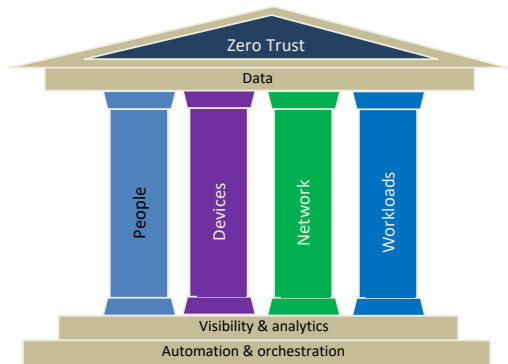 Zero Trust
Data
People
Devices
Network
Workloads
Visibility & analytics
Automation & orchestration